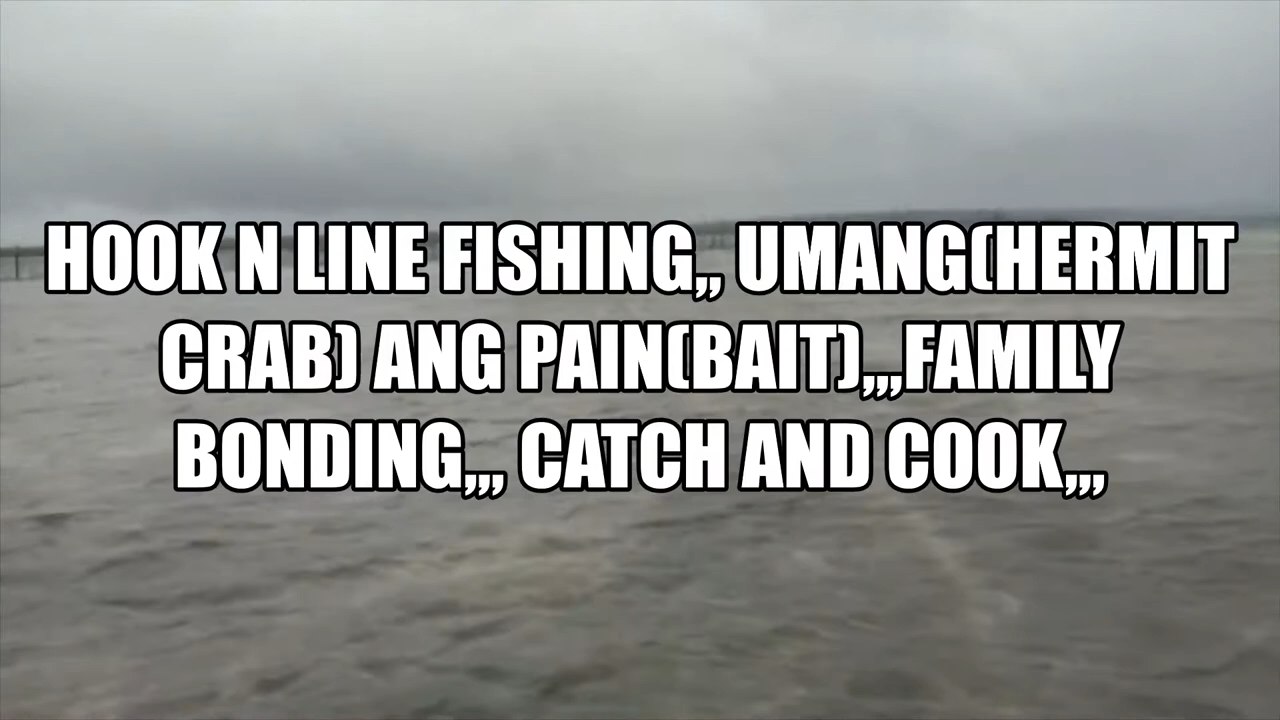 HOOK N LINE FISHING,, UMANG(HERMIT
CRAB) ANG PAIN(BAIT),,,FAMILY
BONDING,,, CATCH AND COOK,,,